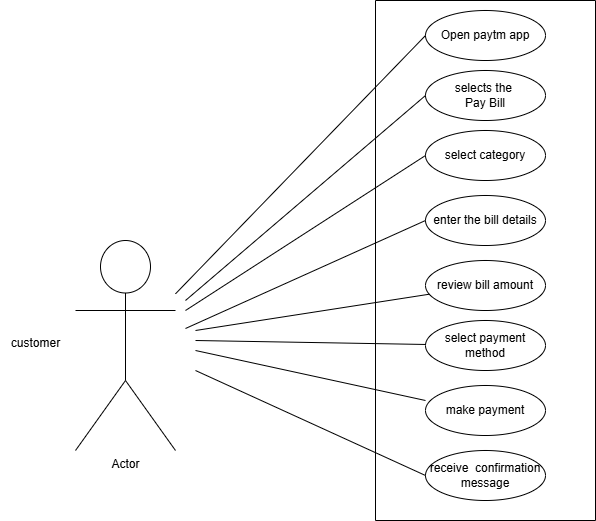 Open paytm app
selects the
Pay Bill
select category
enter the bill details
review bill amount
select payment
method
make payment
receive  confirmation
message
customer
Actor